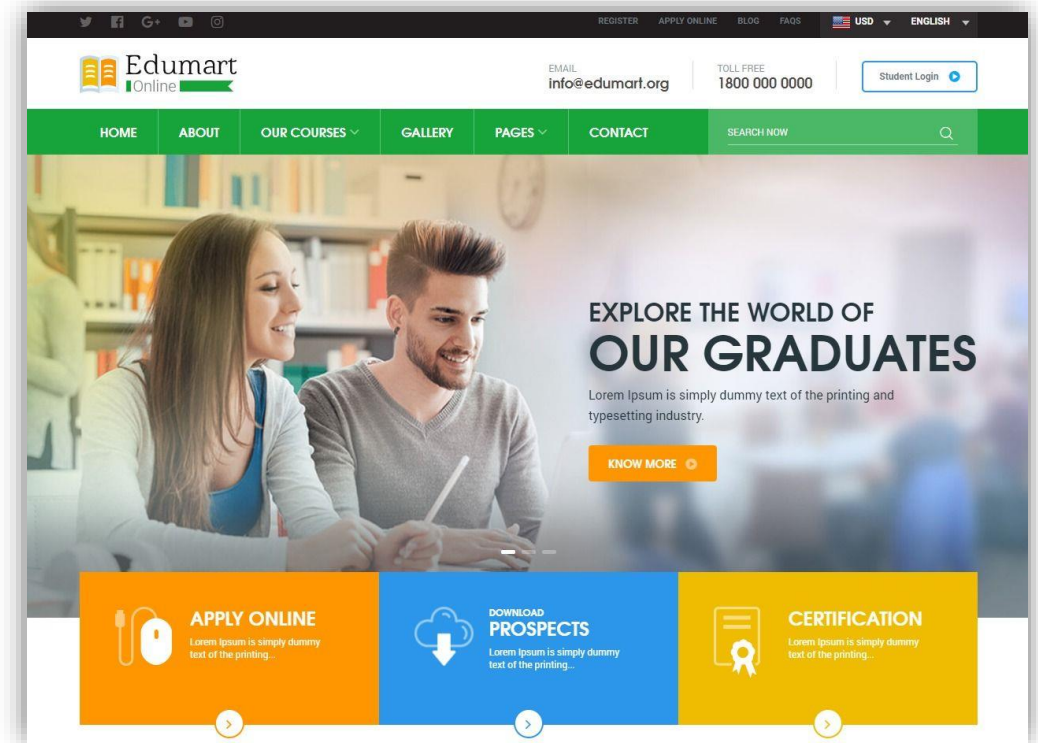 REGISTER APPLY ONLINE BLOG FAQS USD ENGLISH
Edumart
Online
EMAIL
info@edumart.org
TOLL FREE
1800 000 0000
Student Login
HOME ABOUT OUR COURSES GALLERY PAGES CONTACT SEARCH NOW
EXPLORE THE WORLD OF
OUR GRADUATES
Lorem Ipsum is simply dummy text of the printing and
typesetting industry.
KNOW MORE
APPLY ONLINE
Lorem Ipsum is simply dummy
text of the printing...
DOWNLOAD
PROSPECTS
Lorem Ipsum is simply dummy
text of the printing...
CERTIFICATION
Lorem Ipsum is simply dummy
text of the printing...